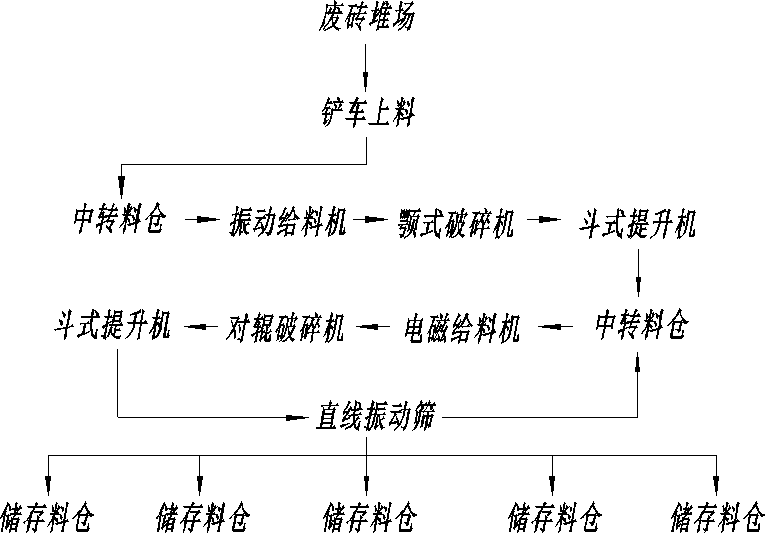 废砖堆场
铲车上料
中转料仓 振动给料机 颚式破碎机 斗式提升机
斗式提升机 对辊破碎机 电磁给料机 中转料仓
直线振动筛
储存料仓 储存料仓 储存料仓 储存料仓 储存料仓